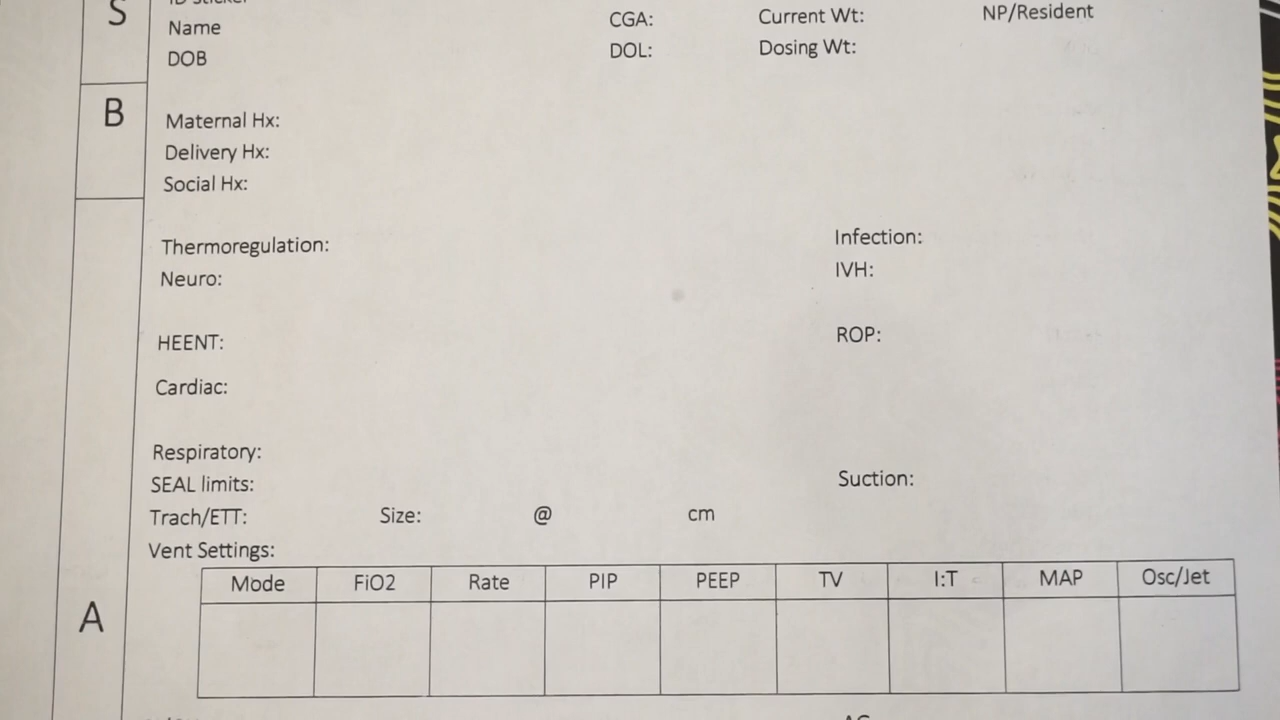 S
ID Sticker
Name CGA: Current Wt: NP/Resident
DOB DOL: Dosing Wt:
B
Maternal Hx:
Delivery Hx:
Social Hx:
Thermoregulation: Infection:
Neuro: IVH:
HEENT: ROP:
Cardiac:
Respiratory:
SEAL limits: Suction:
Trach/ETT: Size: @ cm
Vent Settings:
Mode FiO2 Rate PIP PEEP TV I:T MAP Osc/Jet
A